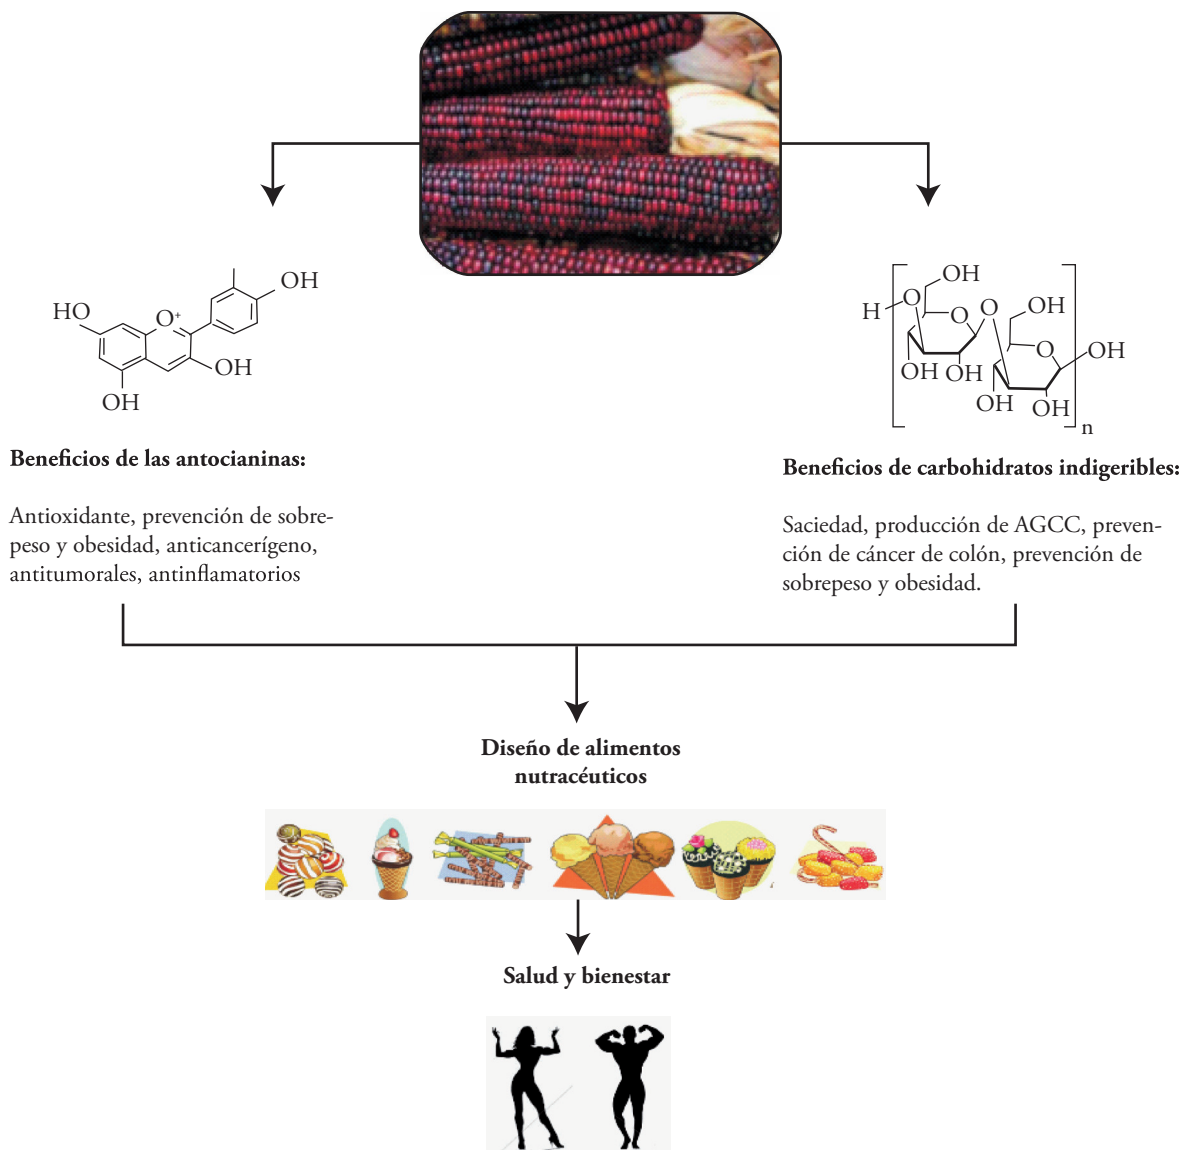 HO
O+
OH
OH
OH
Beneficios de las antocianinas:
Antioxidante, prevención de sobre-
peso y obesidad, anticancerígeno,
antitumorales, antinflamatorios
OH
H
O
O
O
OH
O
OH
OH
OH
OH
OH
n
Beneficios de carbohidratos indigeribles:
Saciedad, producción de AGCC, preven-
ción de cáncer de colón, prevención de
sobrepeso y obesidad.
Diseño de alimentos
nutracéuticos
Salud y bienestar